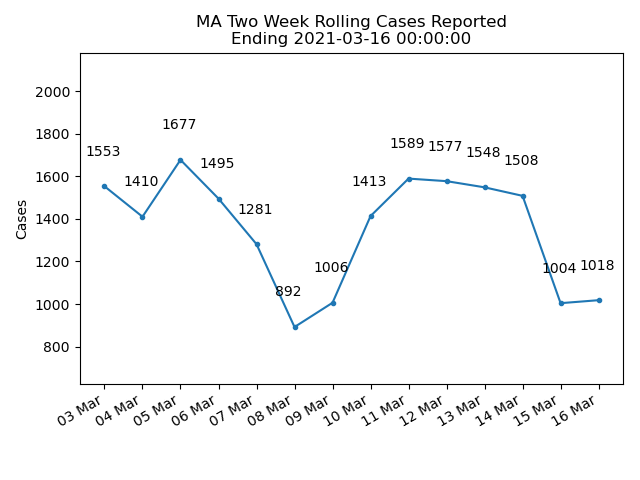 MA Two Week Rolling Cases Reported
Ending 2021-03-16 00:00:00
Cases
2000
1800
1600
1400
1200
1000
800
1553
1410
1677
1495
1281
892
1006
1413
1589
1577
1548
1508
1004
1018
03 Mar
04 Mar
05 Mar
06 Mar
07 Mar
08 Mar
09 Mar
10 Mar
11 Mar
12 Mar
13 Mar
14 Mar
15 Mar
16 Mar